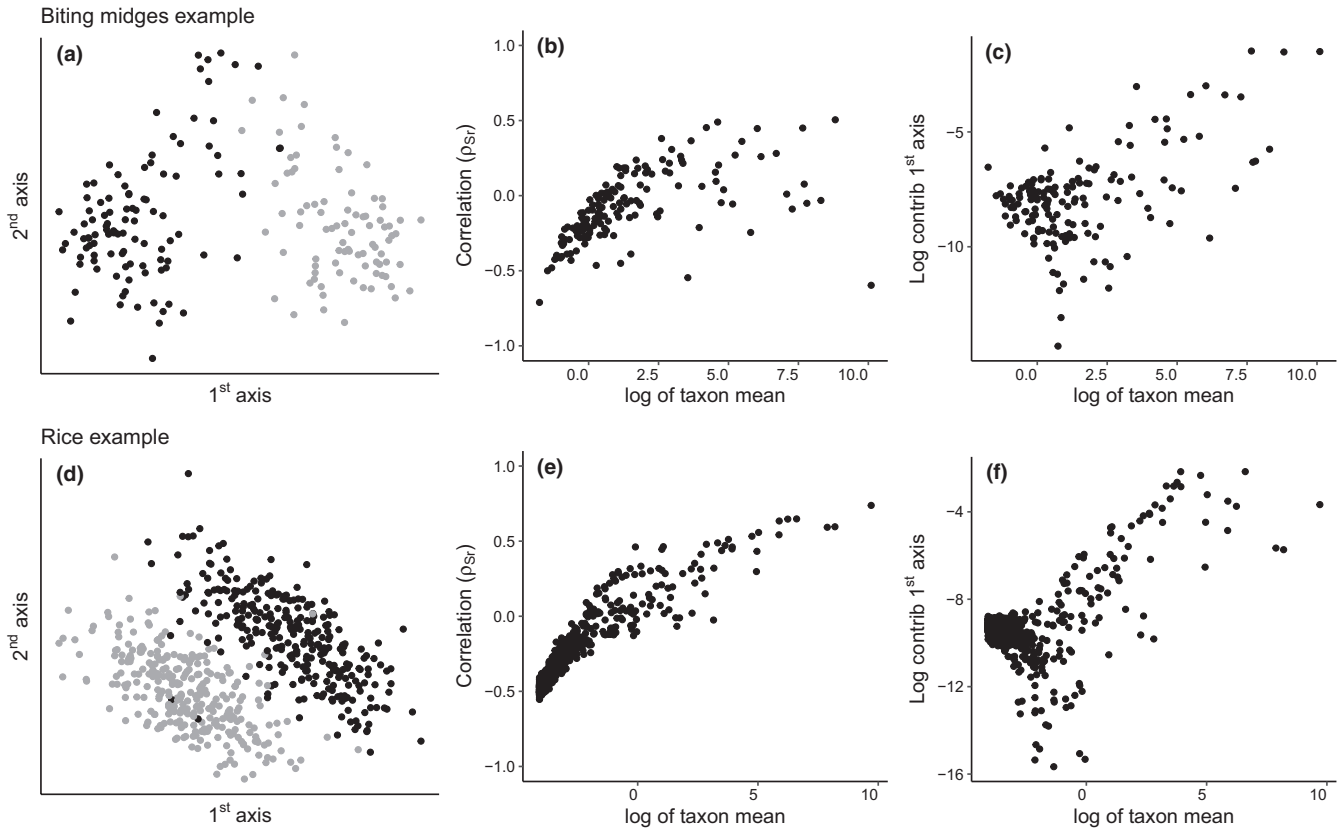 Biting midges example
(a)
2nd axis
1st axis
(b)
Correlation (ρSr)
1.0
0.5
0.0
−0.5
−1.0
0.0 2.5 5.0 7.5 10.0
log of taxon mean
(c)
Log contrib 1st axis
−5
−10
0.0 2.5 5.0 7.5 10.0
log of taxon mean
Rice example
(d)
2nd axis
1st axis
(e)
Correlation (ρSr)
1.0
0.5
0.0
−0.5
−1.0
0 5 10
log of taxon mean
(f)
Log contrib 1st axis
−4
−8
−12
−16
0 5 10
log of taxon mean